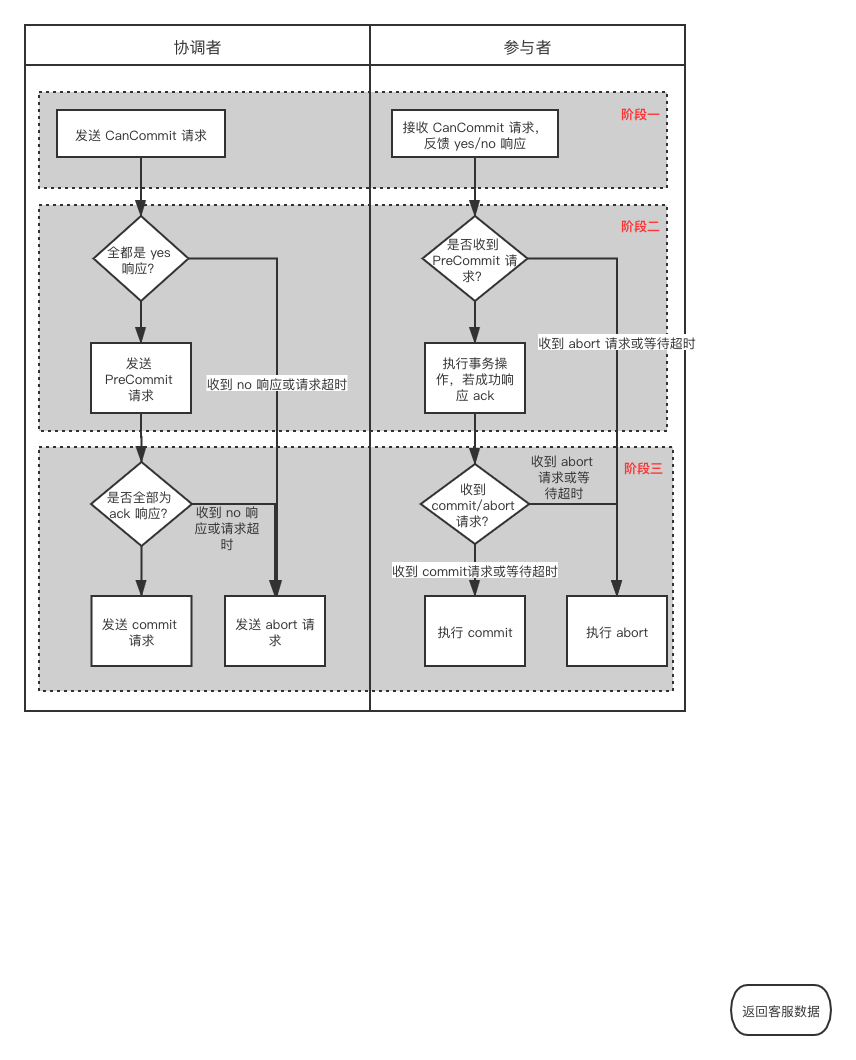 协调者
参与者
阶段一
发送 CanCommit 请求
接收 CanCommit 请求，
反馈 yes/no 响应
阶段二
全都是 yes
响应？
是否收到
PreCommit 请
求？
收到 abort 请求或等待超时
发送
PreCommit
请求
收到 no 响应或请求超时
执行事务操
作，若成功响
应 ack
阶段三
是否全部为
ack 响应？
收到 no 响
应或请求超
时
收到
commit/abort
请求？
收到 abort
请求或等
待超时
收到 commit请求或等待超时
发送 commit
请求
发送 abort 请
求
执行 commit
执行 abort
返回客服数据